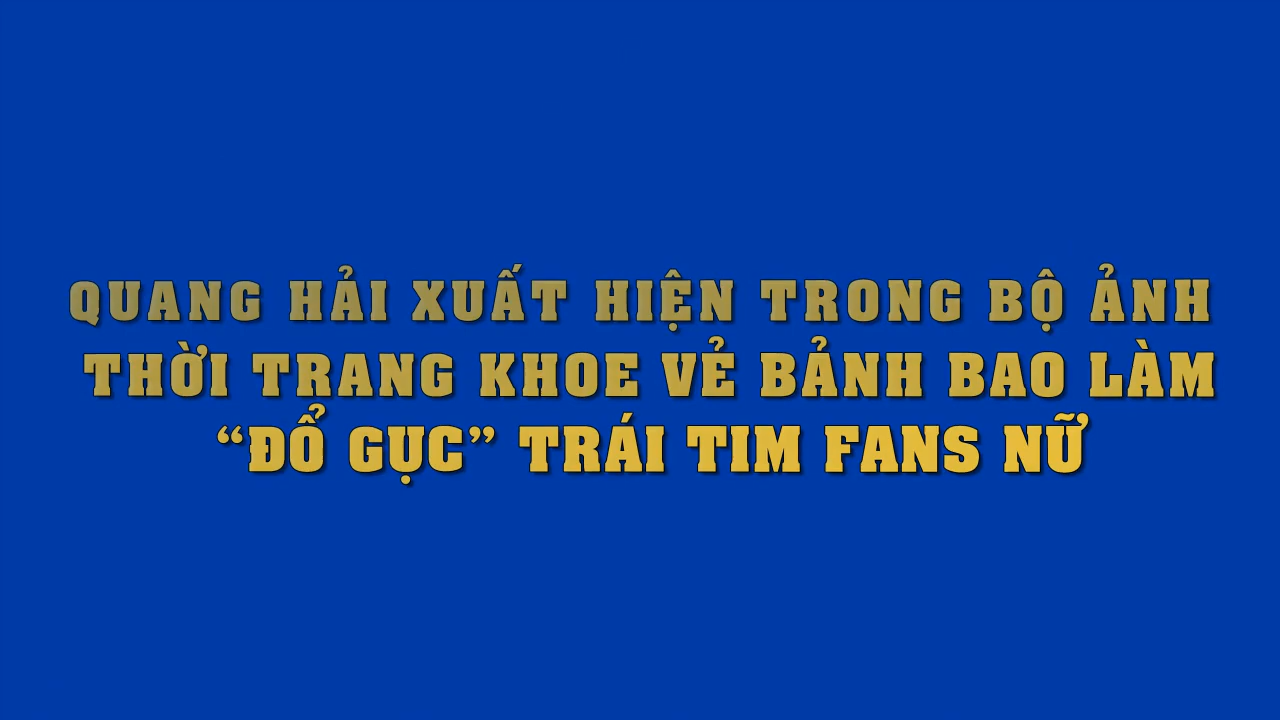 QUANG HẢI XUẤT HIỆN TRONG BỘ ẢNH
THỜI TRANG KHOE VẺ BẢNH BAO LÀM
“ĐỔ GỤC” TRÁI TIM FANS NỮ